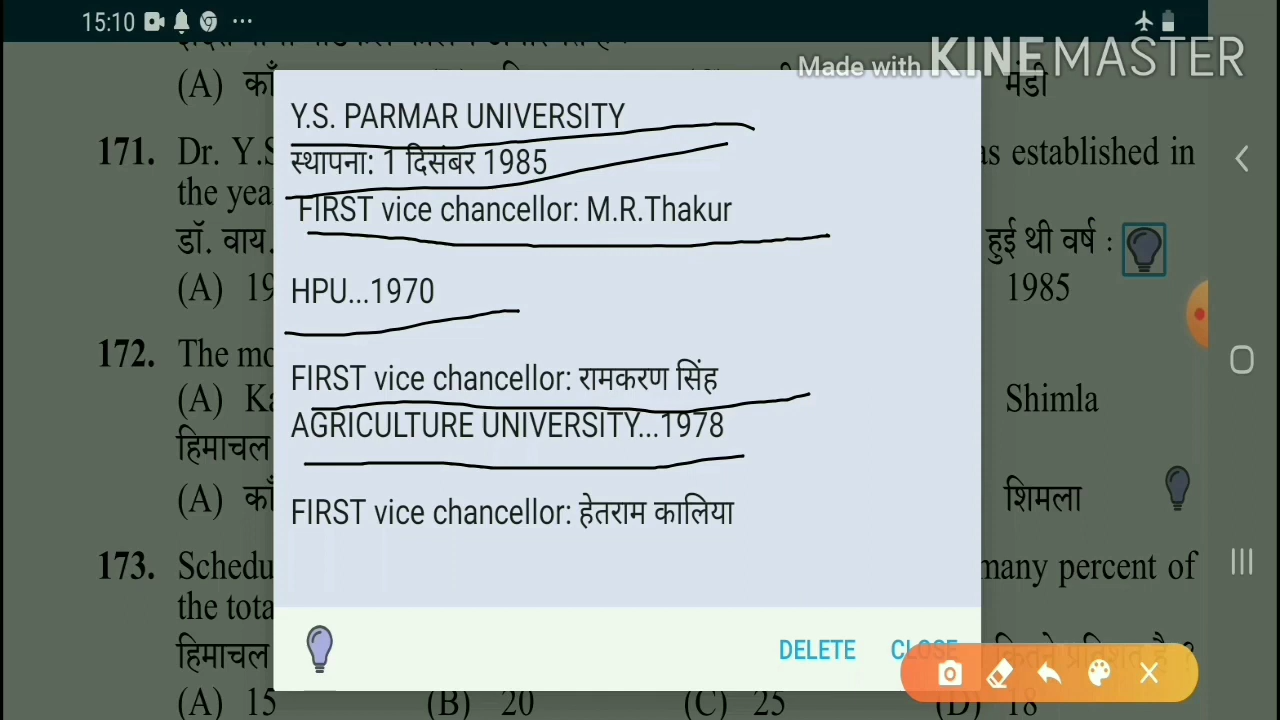 15:10
Made with KINEMASTER
(A) काँ मंडी
Y.S. PARMAR UNIVERSITY
171. Dr. Y.S as established in
स्थापना: 1 दिसंबर 1985
the yea
FIRST vice chancellor: M.R.Thakur
डॉ. वाय. हुई थी वर्ष :
HPU...1970
(A) 19 1985
172. The mo
FIRST vice chancellor: रामकरण सिंह
(A) Ka Shimla
AGRICULTURE UNIVERSITY...1978
हिमाचल
(A) काँ शिमला
FIRST vice chancellor: हेतराम कालिया
173. Schedu many percent of
the tota
हिमाचल कितने प्रतिशत है ?
DELETE CLOSE
(A) 15 (B) 20 (C) 25 (D) 18